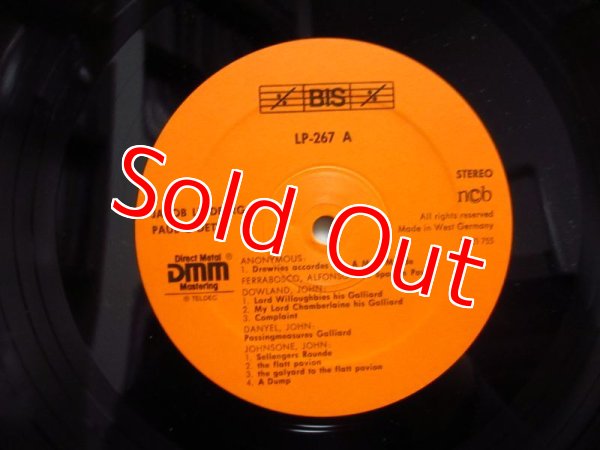 BIS
LP-267 A
STEREO
ncb
All rights reserved
Made in West Germany
755
Sold Out
PAUL
Direct Metal
DMM ®
Mastering
℗ TELDEC
ANONYMOUS:
1. Drewries accordes A
FERRABOSCO, ALFONSO
DOWLAND, JOHN:
1. Lord Willoughbies his Galliard
2. My Lord Chamberlaine his Galliard
3. Complaint
DANYEL, JOHN:
Passingmeasures Galliard
JOHNSONE, JOHN:
1. Sellengers Rounde
2. the flatt pavion
3. the galyard to the flatt pavion
4. A Dump